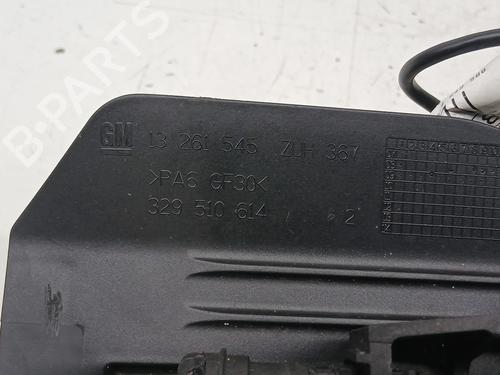 GM 13 261 545 ZUH 367
>PA6 GF30<
329 510 614 2
B-PARTS